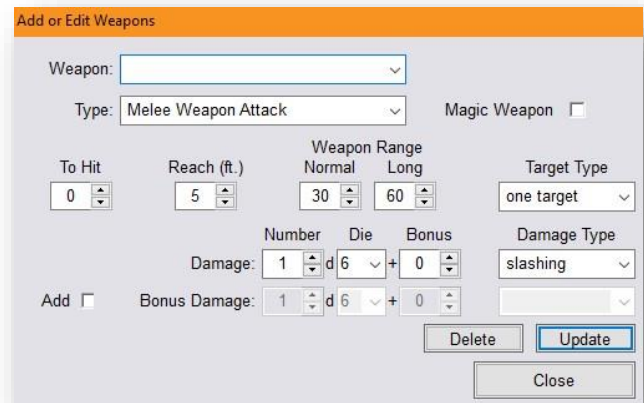 Add or Edit Weapons
Weapon:
Type: Melee Weapon Attack Magic Weapon
Weapon Range
To Hit Reach (ft.) Normal Long Target Type
0 5 30 60 one target
Number Die Bonus Damage Type
Damage: 1 d 6 + 0 slashing
Add Bonus Damage: 1 d 6 + 0
Delete Update
Close